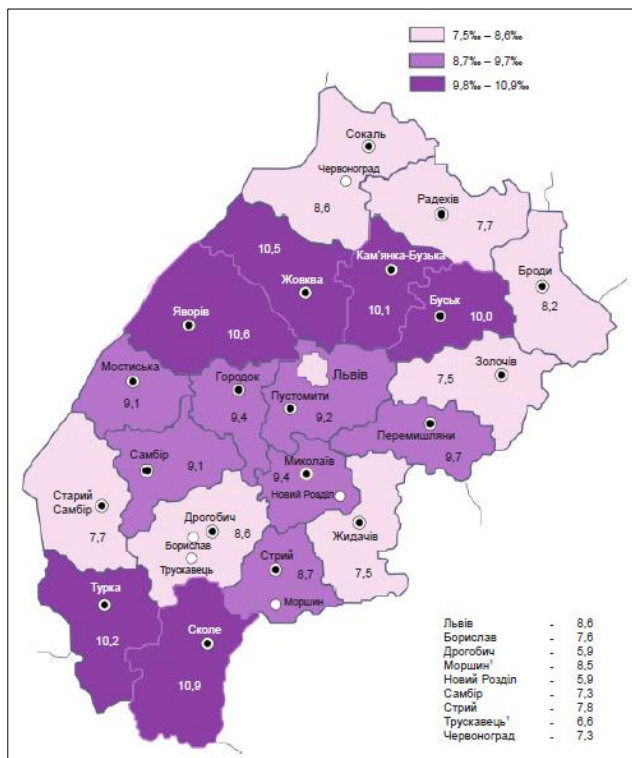 7,5‰ – 8,6‰
8,7‰ – 9,7‰
9,8‰ – 10,9‰
Сокаль
Червоноград
8,6
Радехів
7,7
Броди
8,2
10,5
Жовква
Кам'янка-Бузька
10,1
Буськ
10,0
Яворів
10,6
Мостиська
9,1
Городок
9,4
Львів
Пустомити
9,2
Золочів
7,5
Перемишляни
9,7
Самбір
9,1
Миколаїв
9,4
Новий Розділ
Старий
Самбір
7,7
Дрогобич
8,6
Борислав
Трускавець
Жидачів
7,5
Стрий
8,7
Моршин
Турка
10,2
Сколе
10,9
Львів - 8,6
Борислав - 7,6
Дрогобич - 5,9
Моршин¹ - 8,5
Новий Розділ - 5,9
Самбір - 7,3
Стрий - 7,8
Трускавець¹ - 6,6
Червоноград - 7,3